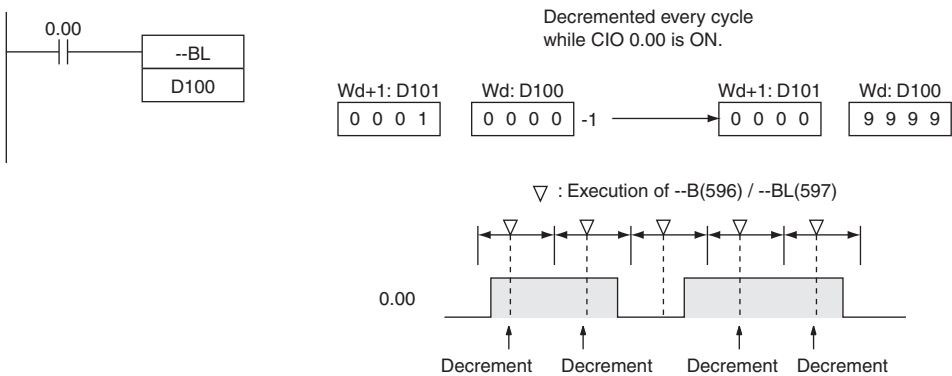 0.00
--BL
D100
Decremented every cycle
while CIO 0.00 is ON.
Wd+1: D101 Wd: D100 Wd+1: D101 Wd: D100
0 0 0 1 0 0 0 0 -1 0 0 0 0 9 9 9 9
▽ : Execution of --B(596) / --BL(597)
0.00
Decrement Decrement Decrement Decrement